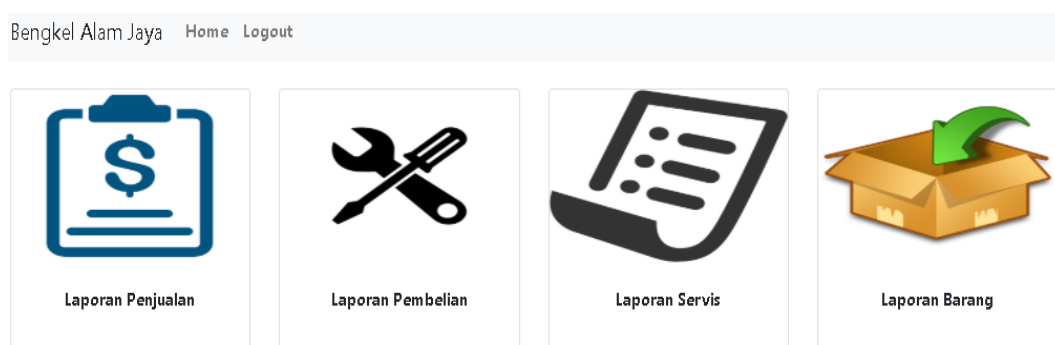 Bengkel Alam Jaya Home Logout
$
Laporan Penjualan
Laporan Pembelian
Laporan Servis
Laporan Barang